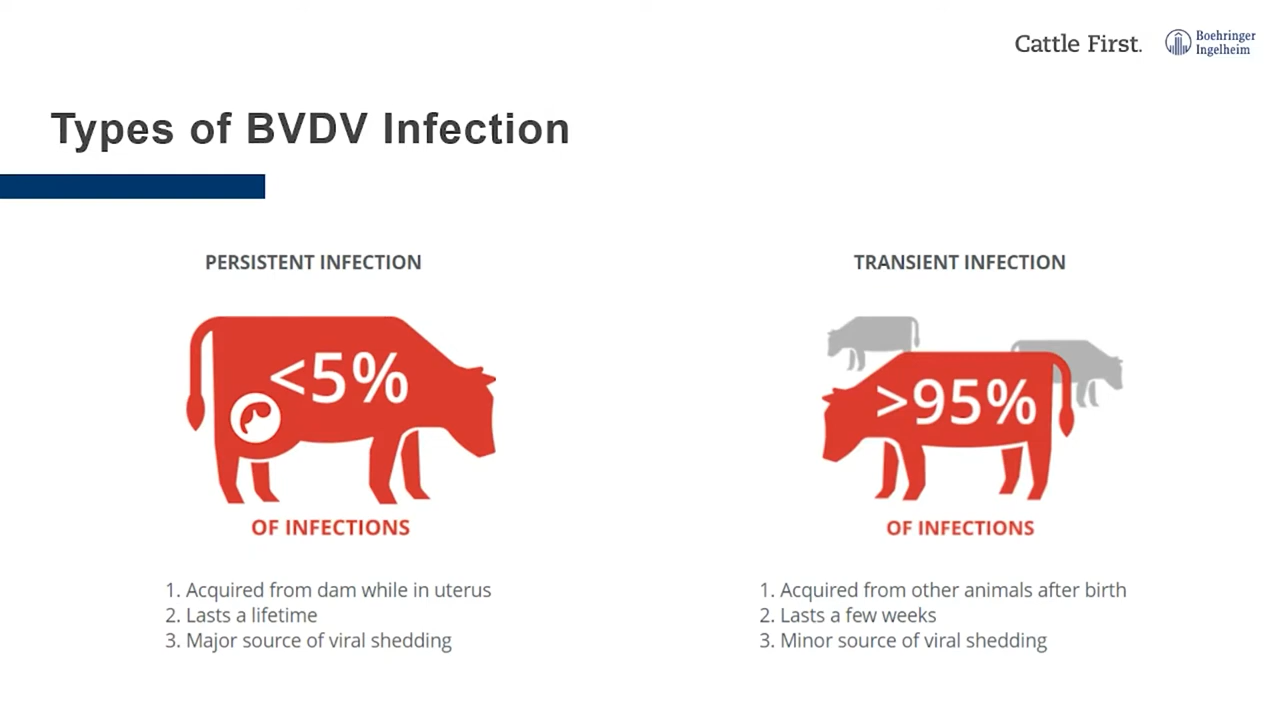 Cattle First.
Boehringer
Ingelheim
Types of BVDV Infection
PERSISTENT INFECTION
<5%
OF INFECTIONS
1. Acquired from dam while in uterus
2. Lasts a lifetime
3. Major source of viral shedding
TRANSIENT INFECTION
>95%
OF INFECTIONS
1. Acquired from other animals after birth
2. Lasts a few weeks
3. Minor source of viral shedding